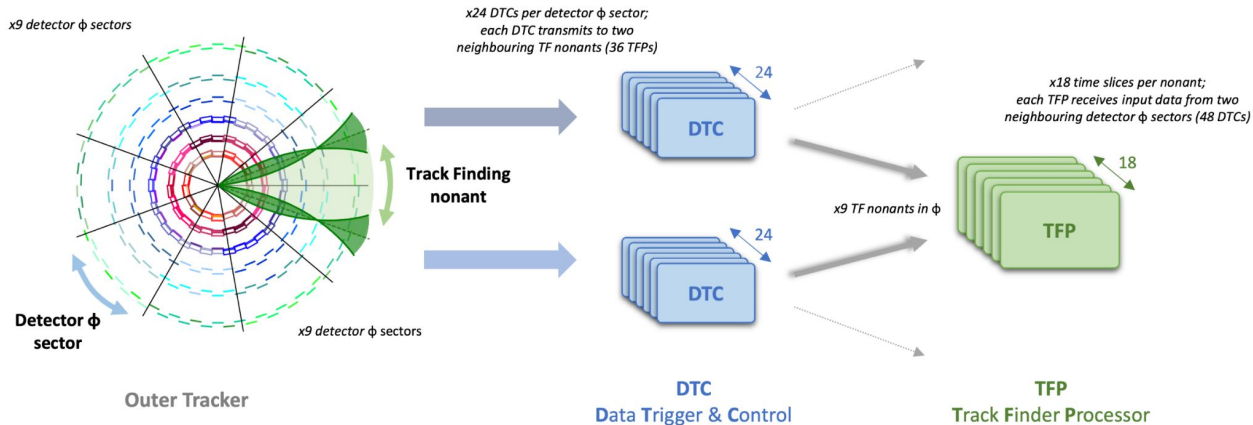 x9 detector ϕ sectors
x24 DTCs per detector ϕ sector;
each DTC transmits to two
neighbouring TF nonants (36 TFPs)
24
DTC
x18 time slices per nonant;
each TFP receives input data from two
neighbouring detector ϕ sectors (48 DTCs)
18
Track Finding
nonant
x9 TF nonants in ϕ
TFP
24
DTC
Detector ϕ
sector
x9 detector ϕ sectors
Outer Tracker
DTC
Data Trigger & Control
TFP
Track Finder Processor